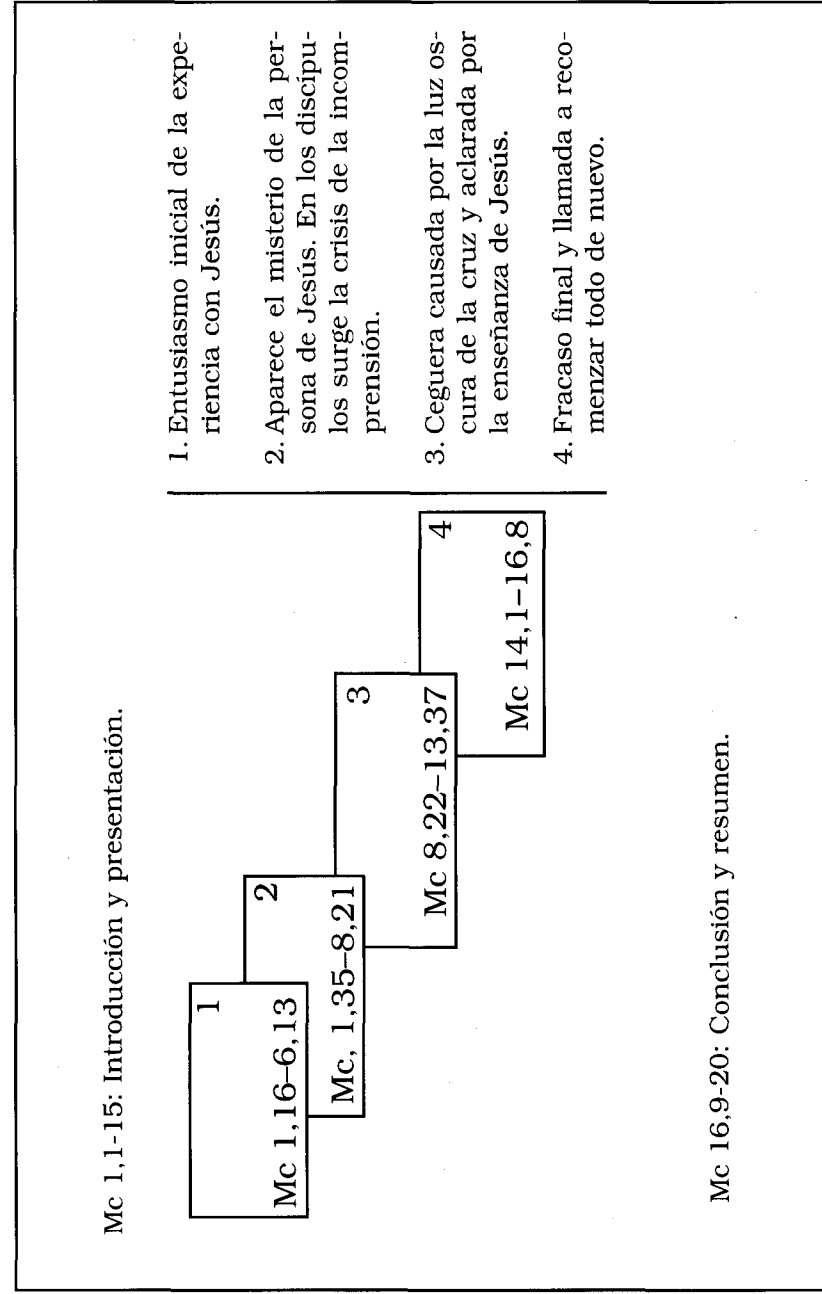 Mc 1,1-15: Introducción y presentación.
1
Mc 1,16–6,13
2
Mc, 1,35–8,21
3
Mc 8,22–13,37
4
Mc 14,1–16,8
1. Entusiasmo inicial de la expe-
riencia con Jesús.
2. Aparece el misterio de la per-
sona de Jesús. En los discípu-
los surge la crisis de la incom-
prensión.
3. Ceguera causada por la luz os-
cura de la cruz y aclarada por
la enseñanza de Jesús.
4. Fracaso final y llamada a reco-
menzar todo de nuevo.
Mc 16,9-20: Conclusión y resumen.